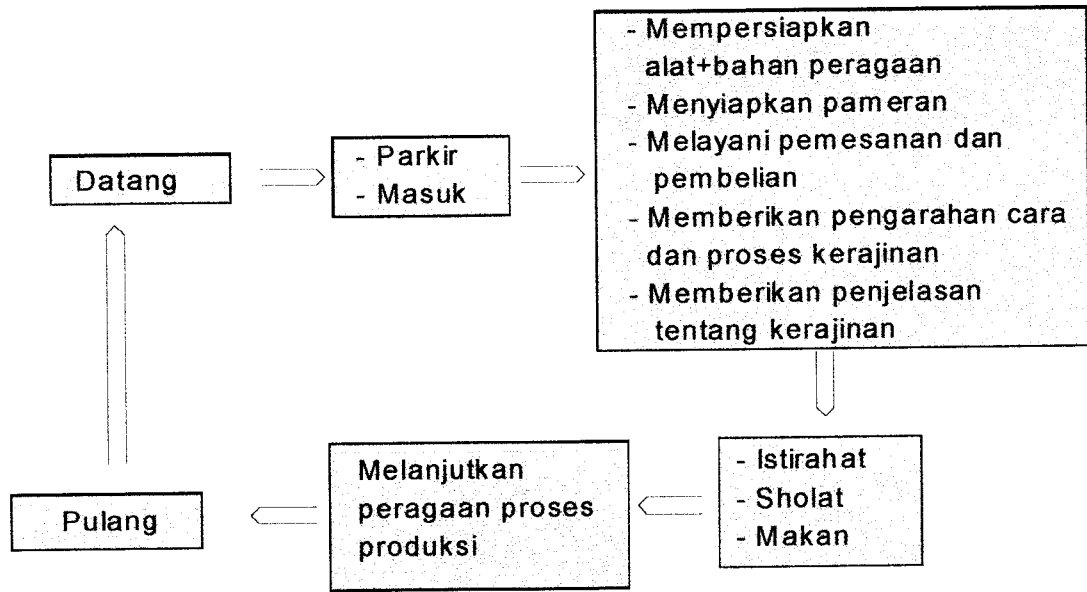 Datang
- Parkir
- Masuk
- Mempersiapkan
alat+bahan peragaan
- Menyiapkan pameran
- Melayani pemesanan dan
pembelian
- Memberikan pengarahan cara
dan proses kerajinan
- Memberikan penjelasan
tentang kerajinan
- Istirahat
- Sholat
- Makan
Melanjutkan
peragaan proses
produksi
Pulang